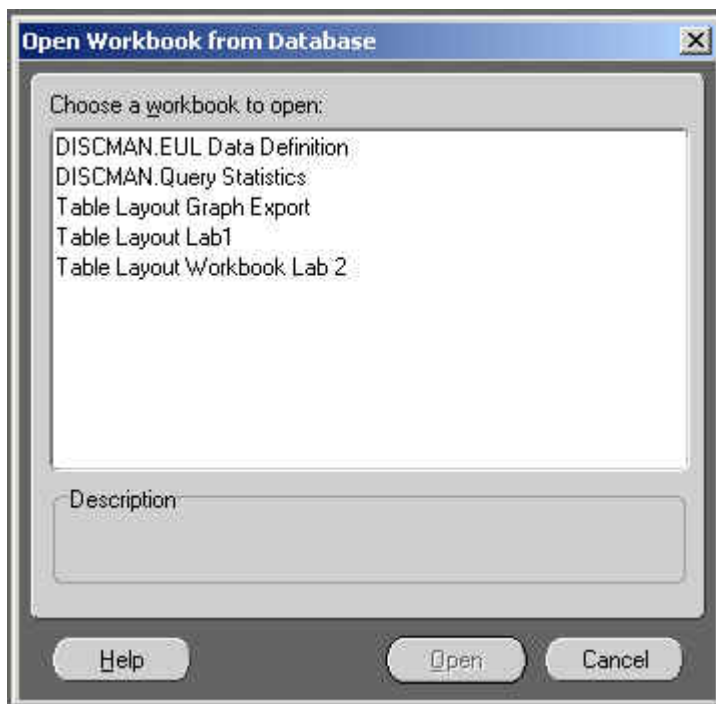 Open Workbook from Database
Choose a workbook to open:
DISCMAN.EUL Data Definition
DISCMAN.Query Statistics
Table Layout Graph Export
Table Layout Lab1
Table Layout Workbook Lab 2
Description
Help
Open
Cancel